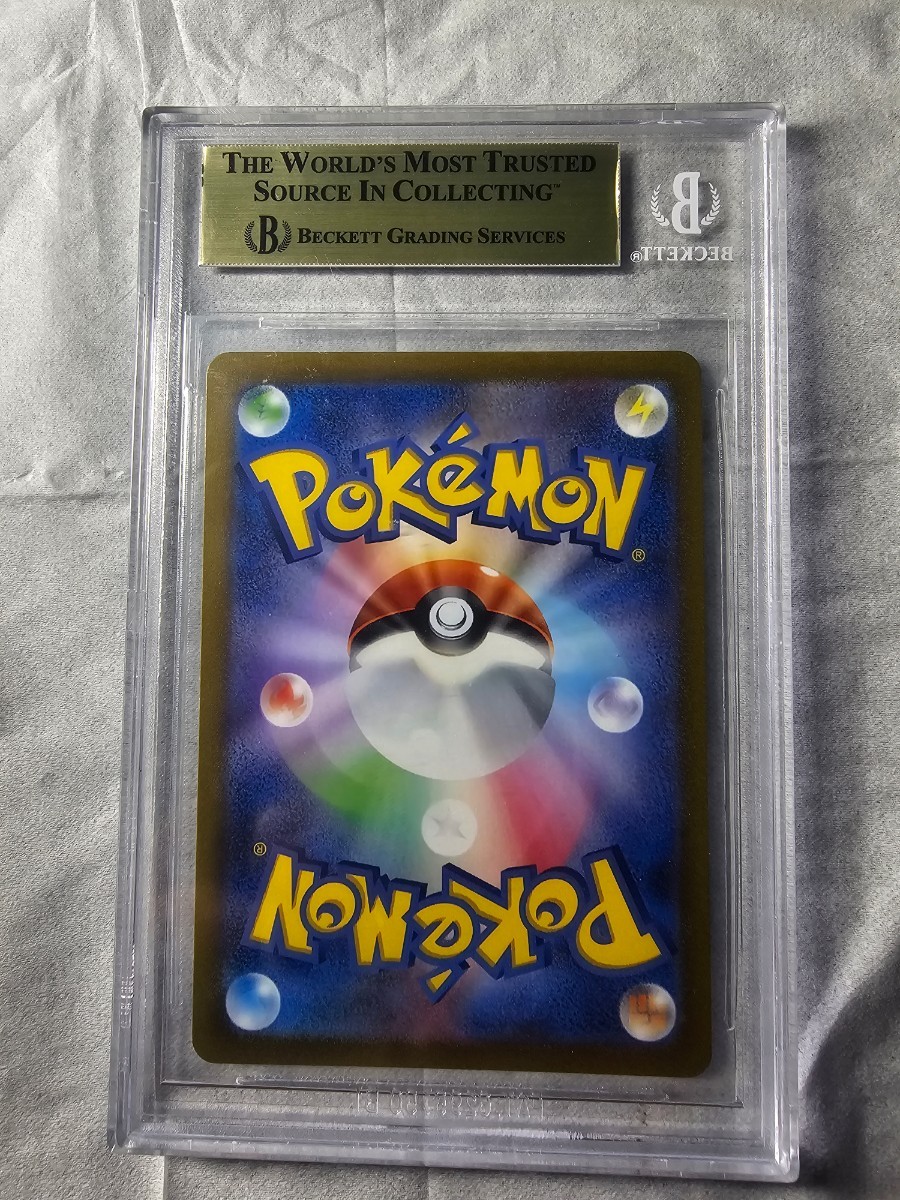 THE WORLD'S MOST TRUSTED
SOURCE IN COLLECTING™
B BECKETT GRADING SERVICES
B
BECKETT®
POKéMON®
POKéMON®